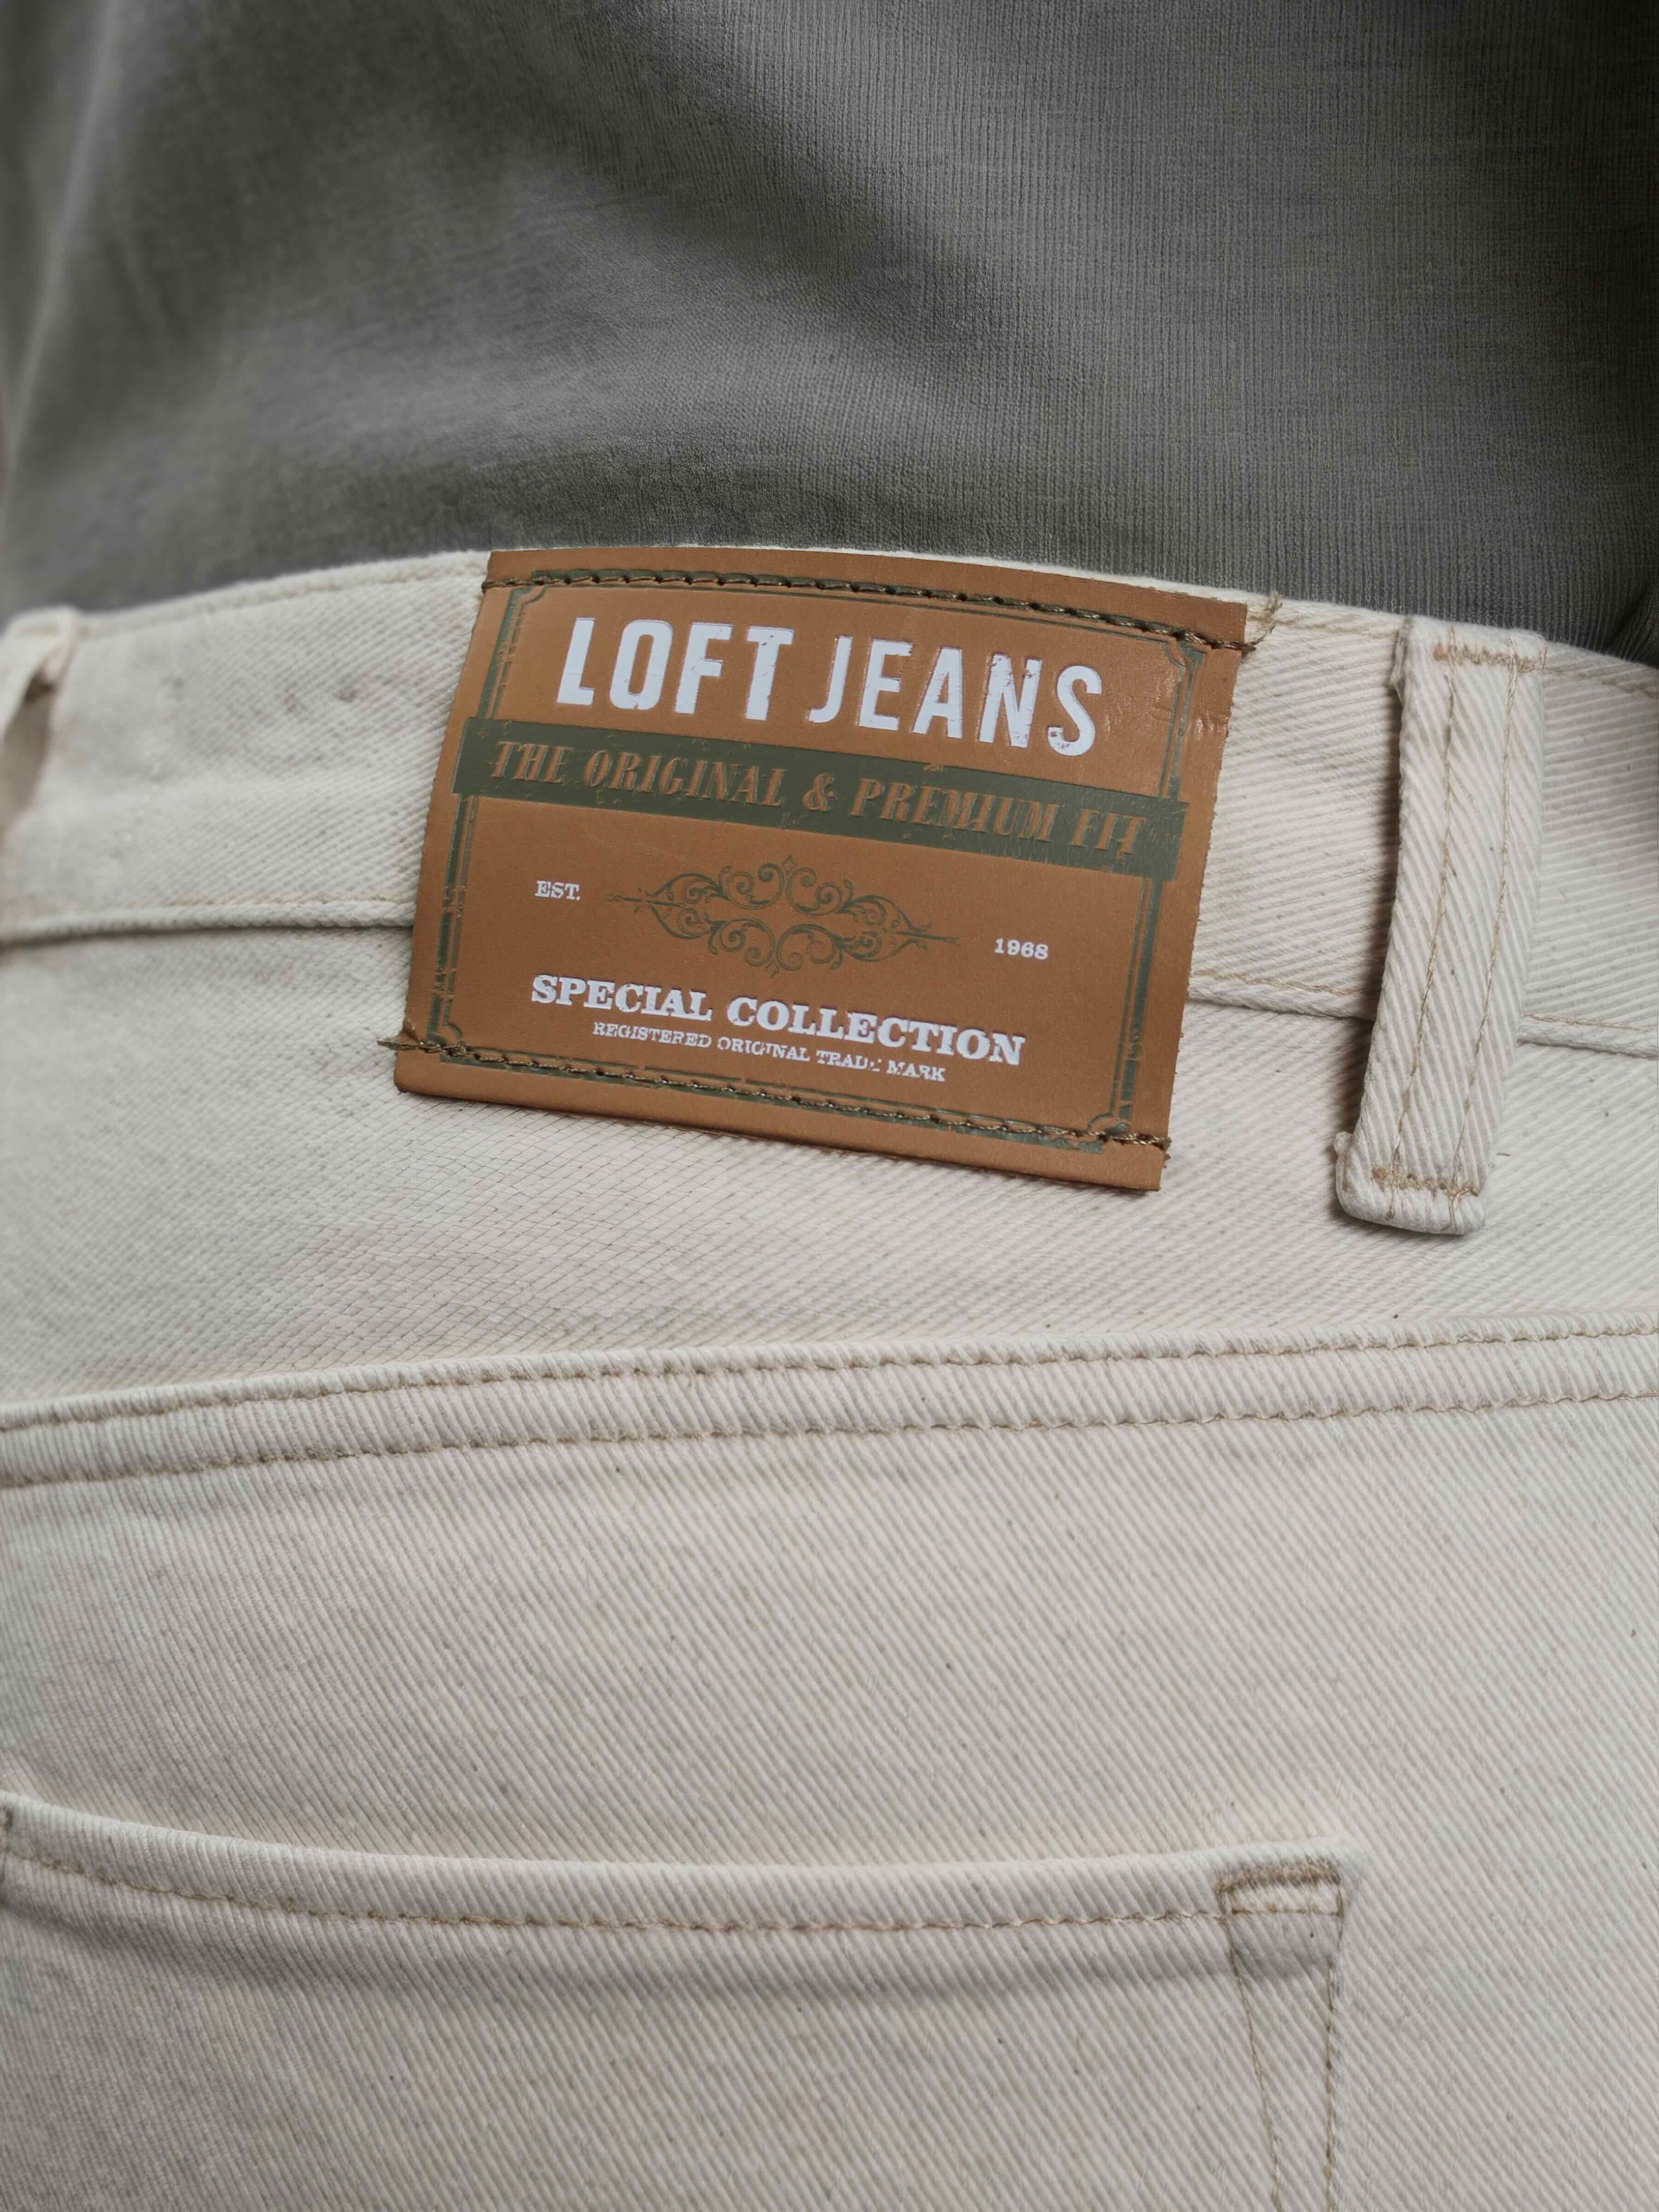 LOFT JEANS
THE ORIGINAL & PREMIUM FIT
EST. 1968
SPECIAL COLLECTION
REGISTERED ORIGINAL TRADE MARK